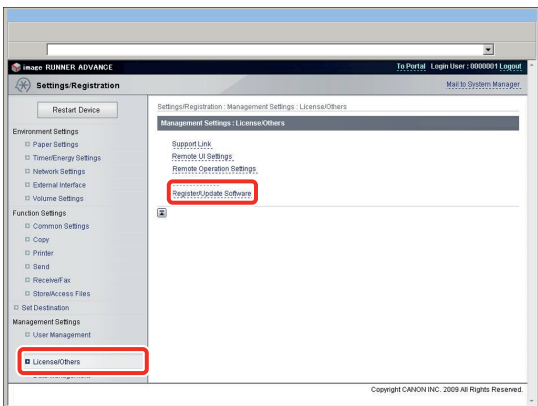 image RUNNER ADVANCE
To Portal Login User : 0000001 Logout
Settings/Registration
Mail to System Manager
Restart Device
Settings/Registration : Management Settings : License/Others
Management Settings : License/Others
Environment Settings
Paper Settings
Timer/Energy Settings
Network Settings
External Interface
Volume Settings
Support Link
Remote UI Settings
Remote Operation Settings
Register/Update Software
Function Settings
Common Settings
Copy
Printer
Send
Receive/Fax
Store/Access Files
Set Destination
Management Settings
User Management
License/Others
Copyright CANON INC. 2009 All Rights Reserved.